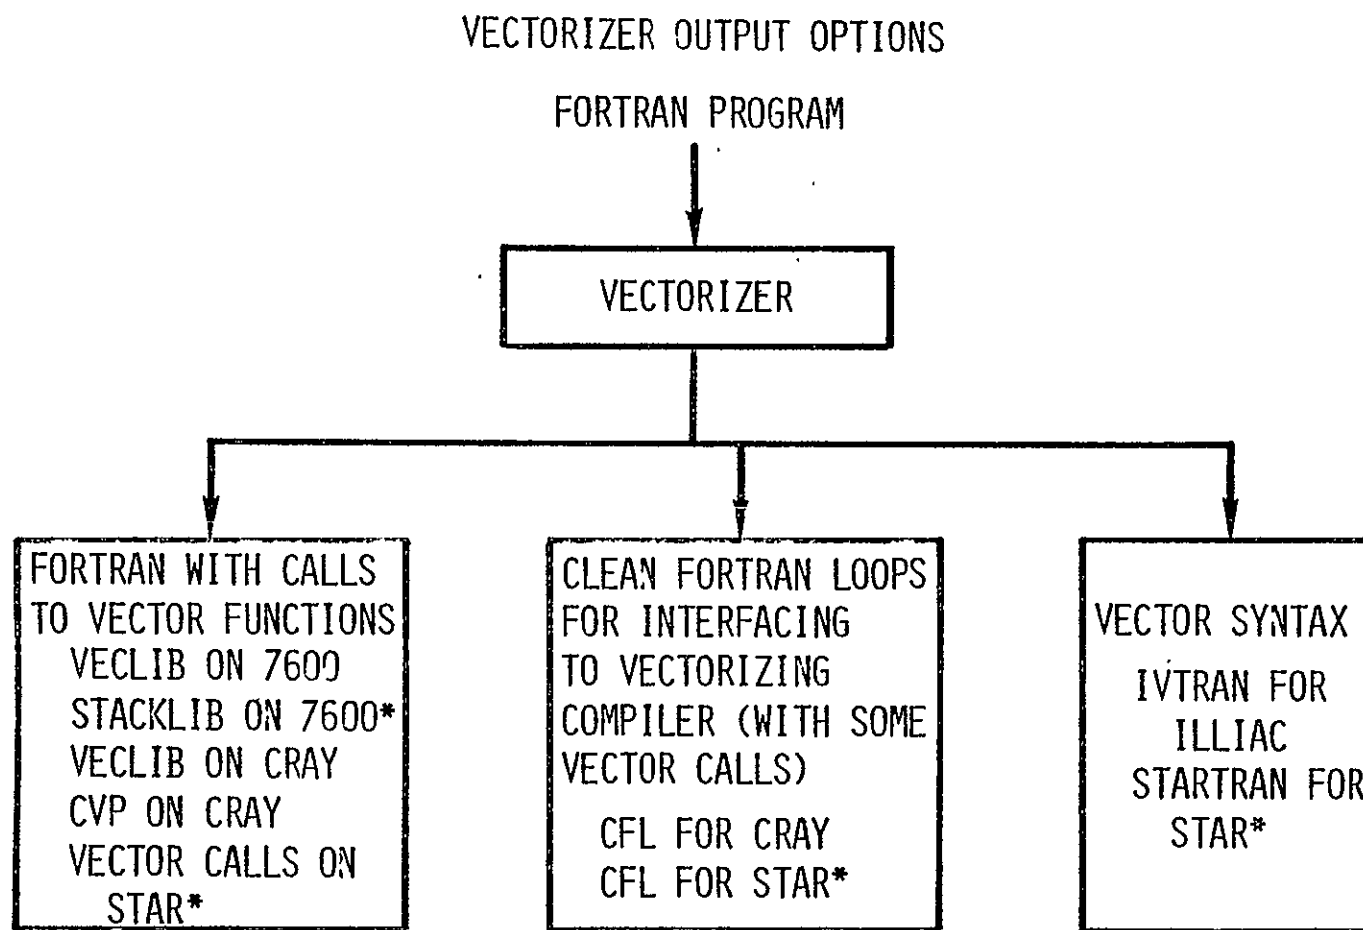 VECTORIZER OUTPUT OPTIONS
FORTRAN PROGRAM
VECTORIZER
FORTRAN WITH CALLS
TO VECTOR FUNCTIONS
VECLIB ON 7600
STACKLIB ON 7600*
VECLIB ON CRAY
CVP ON CRAY
VECTOR CALLS ON
STAR*
CLEAN FORTRAN LOOPS
FOR INTERFACING
TO VECTORIZING
COMPILER (WITH SOME
VECTOR CALLS)
CFL FOR CRAY
CFL FOR STAR*
VECTOR SYNTAX
IVTRAN FOR
ILLIAC
STARTRAN FOR
STAR*